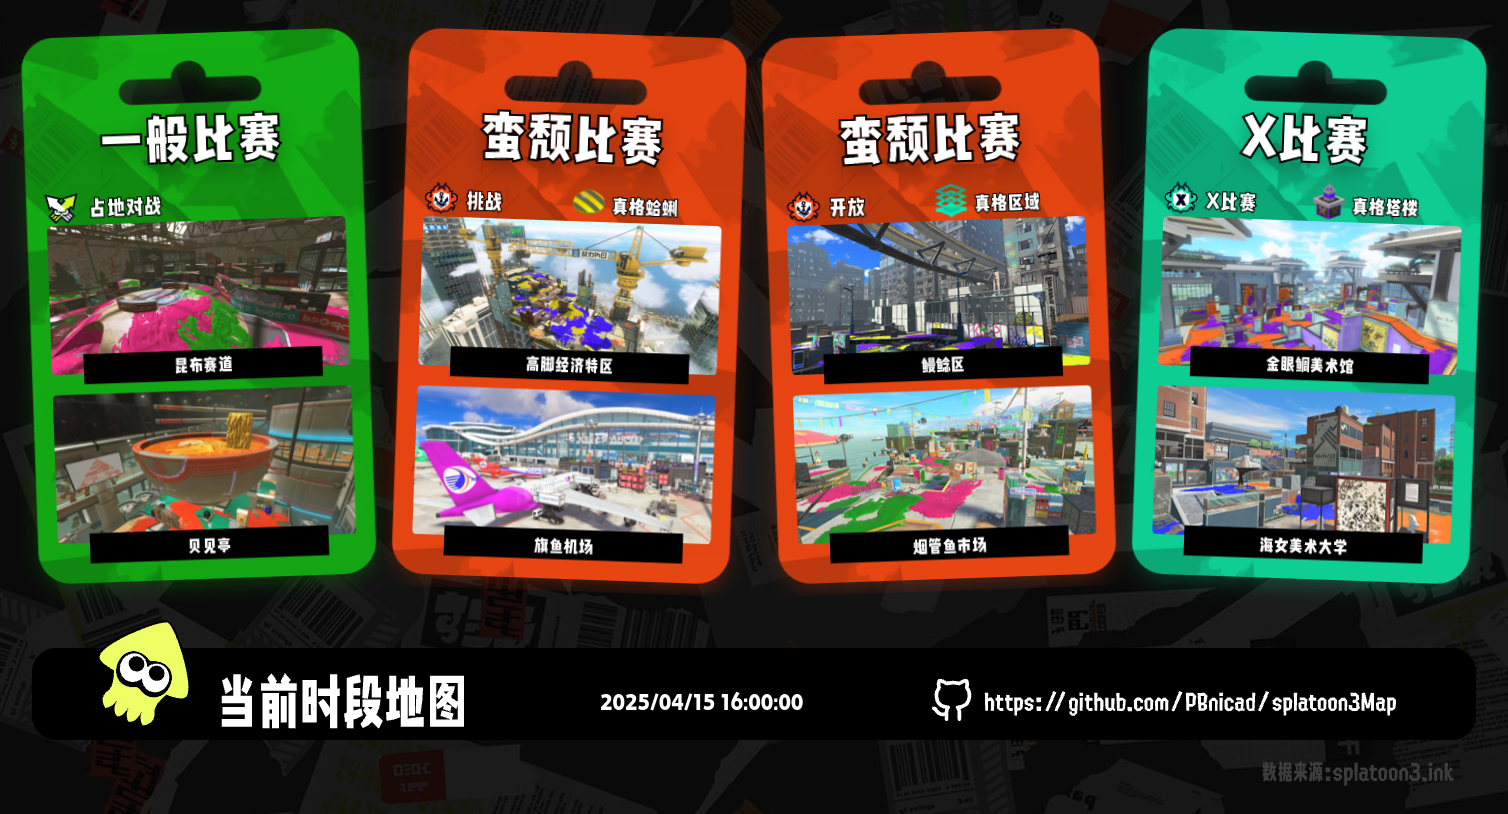 一般比赛
占地对战
昆布赛道
贝见亭
蛮颓比赛
挑战
真格蛤蜊
高脚经济特区
旗鱼机场
蛮颓比赛
开放
真格区域
鳗鲶区
烟管鱼市场
X比赛
X比赛
真格塔楼
金眼鲷美术馆
海女美术大学
当前时段地图
2025/04/15 16:00:00
https://github.com/PBnicad/splatoon3Map
数据来源:splatoon3.ink